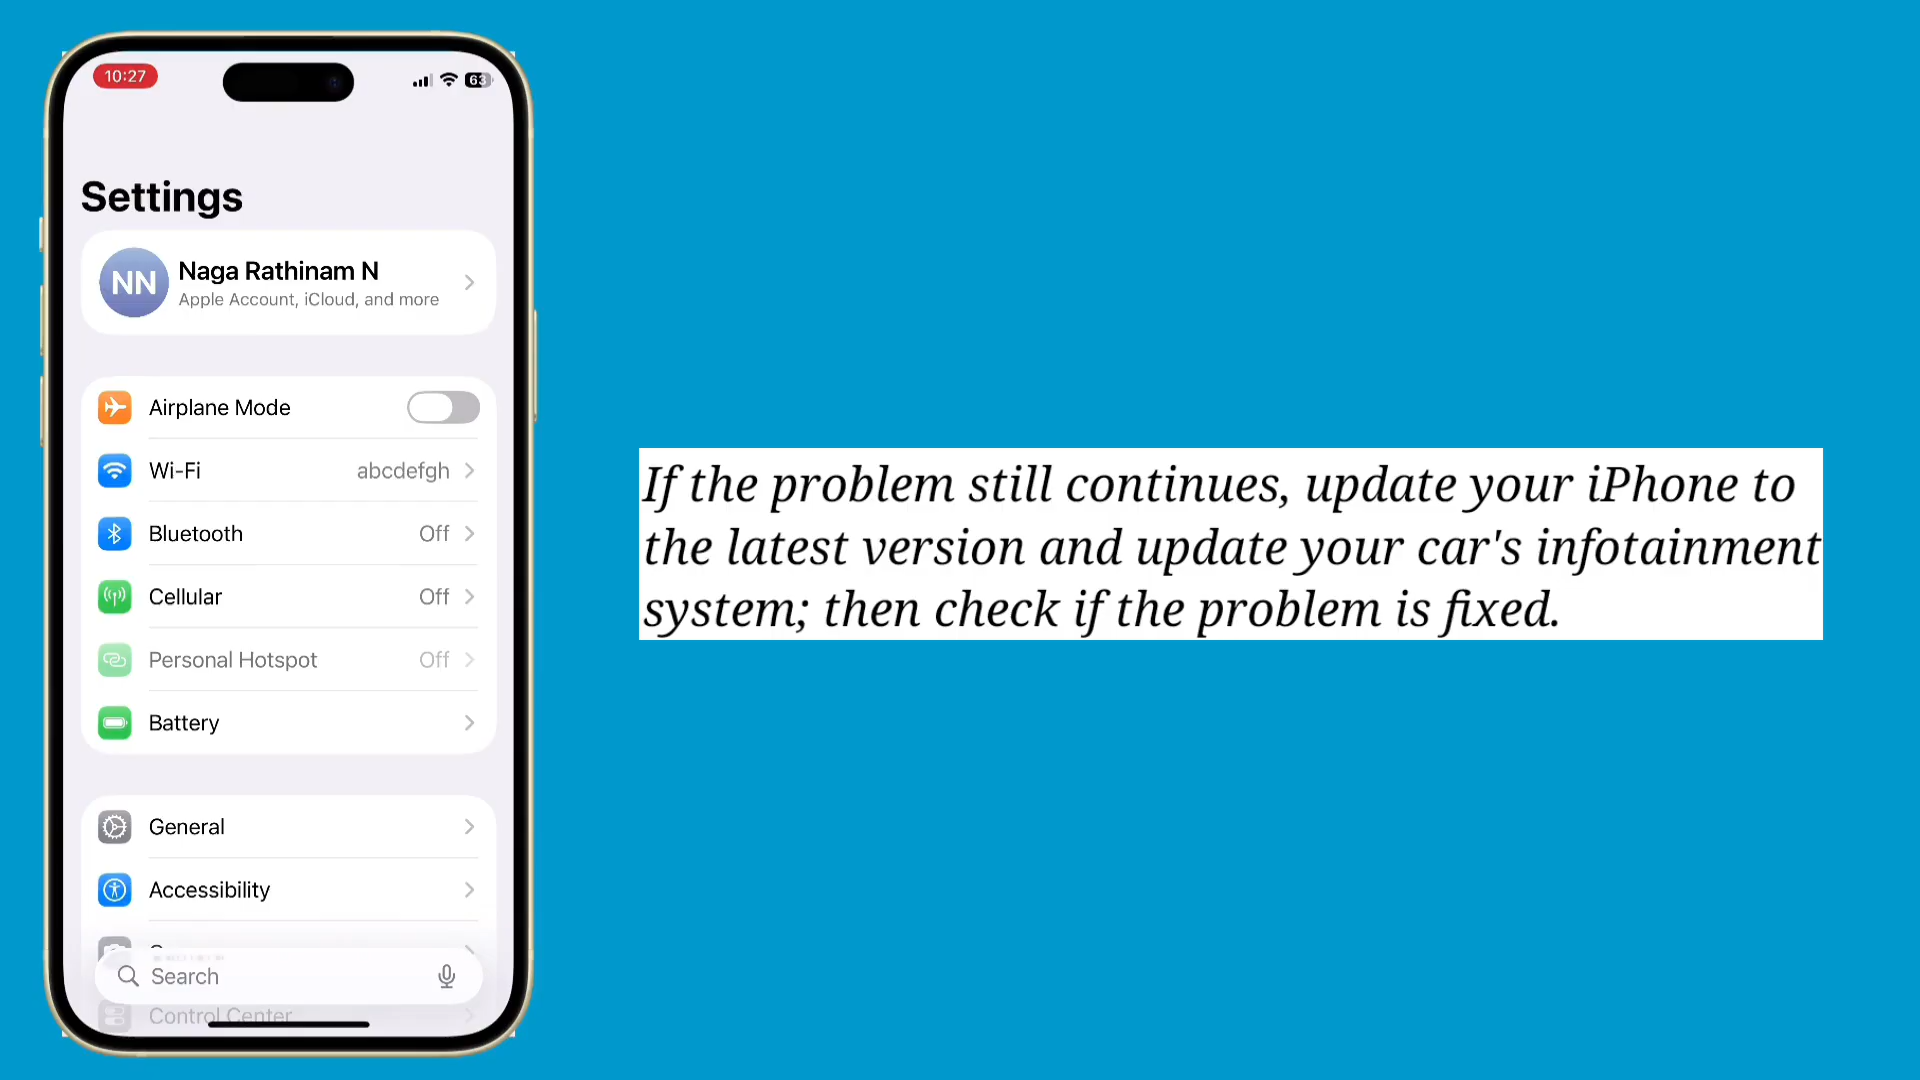 10:27
63
Settings
NN
Naga Rathinam N
Apple Account, iCloud, and more
Airplane Mode
Wi-Fi abcdefgh
Bluetooth Off
Cellular Off
Personal Hotspot Off
Battery
General
Accessibility
Search
Control Center
If the problem still continues, update your iPhone to
the latest version and update your car's infotainment
system; then check if the problem is fixed.